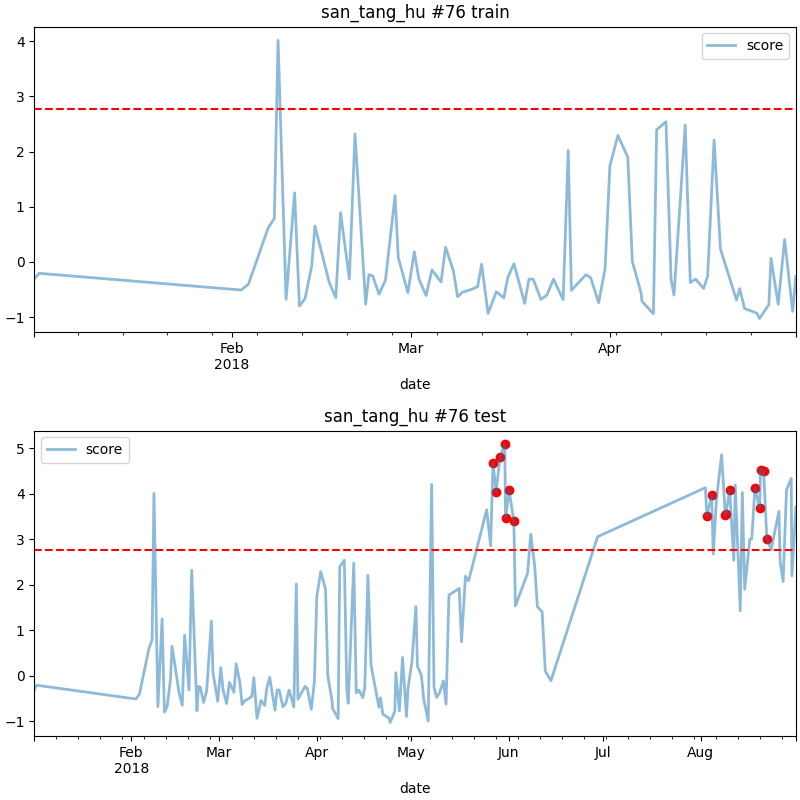 san_tang_hu #76 train
score
4
3
2
1
0
−1
Feb
2018
Mar
Apr
date
san_tang_hu #76 test
score
5
4
3
2
1
0
−1
Feb
2018
Mar
Apr
May
Jun
Jul
Aug
date